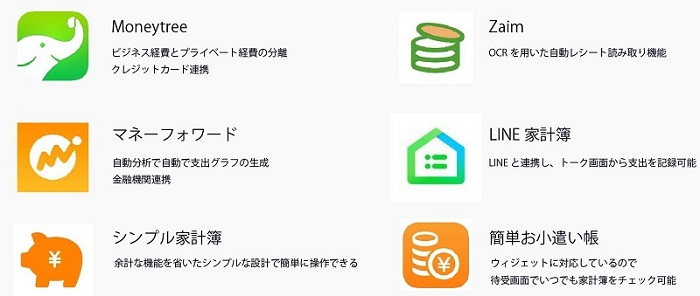 Moneytree
ビジネス経費とプライベート経費の分離
クレジットカード連携
Zaim
OCRを用いた自動レシート読み取り機能
マネーフォワード
自動分析で自動で支出グラフの生成
金融機関連携
LINE 家計簿
LINEと連携し、トーク画面から支出を記録可能
シンプル家計簿
余計な機能を省いたシンプルな設計で簡単に操作できる
¥
簡単お小遣い帳
ウィジェットに対応しているので
待受画面でいつでも家計簿をチェック可能
¥